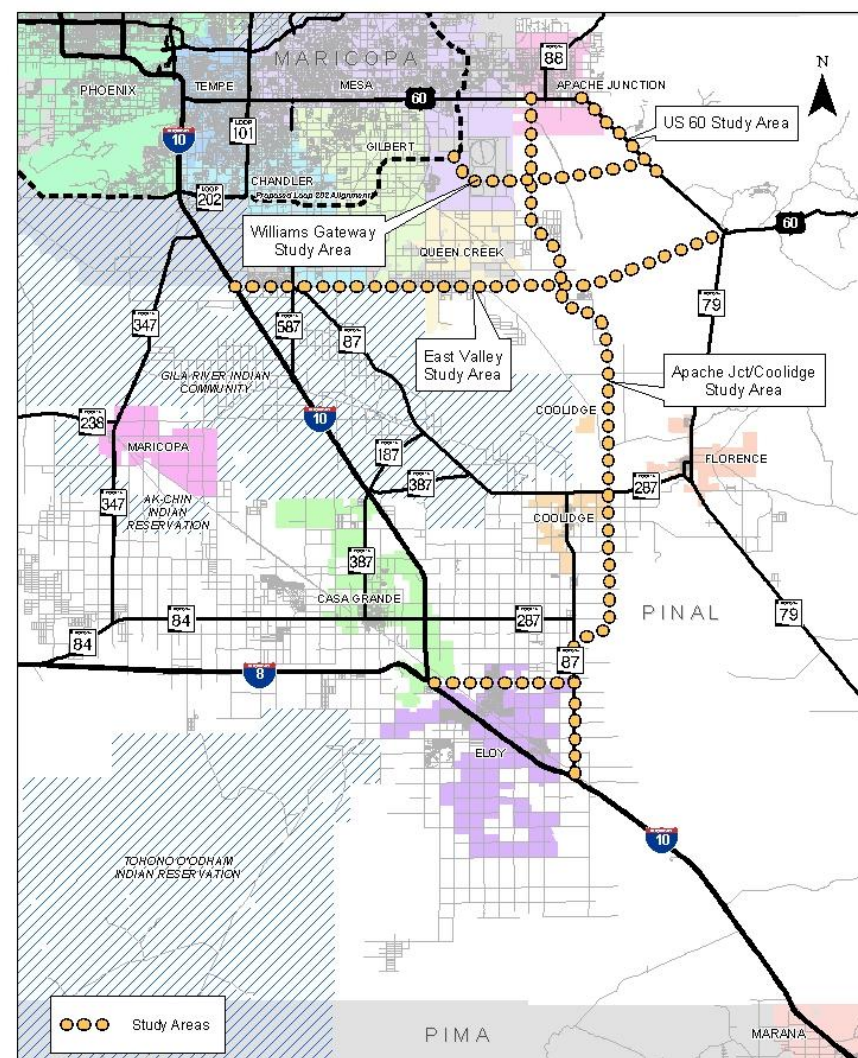 MARICOPA
88
N
PHOENIX
TEMPE
MESA
APACHE JUNCTION
60
US 60 Study Area
LOOP
101
10
GILBERT
CHANDLER
Proposed Loop 202 Alignment
LOOP
202
Williams Gateway
Study Area
QUEEN CREEK
60
79
347
587
87
East Valley
Study Area
Apache Jct/Coolidge
Study Area
GILA RIVER INDIAN
COMMUNITY
10
COOLIDGE
238
MARICOPA
187
387
287
FLORENCE
347
AK-CHIN
INDIAN
RESERVATION
COOLIDGE
387
CASA GRANDE
84
287
PINAL
79
84
8
87
ELOY
10
TOHONO O'ODHAM
INDIAN RESERVATION
Study Areas
PIMA
MARANA